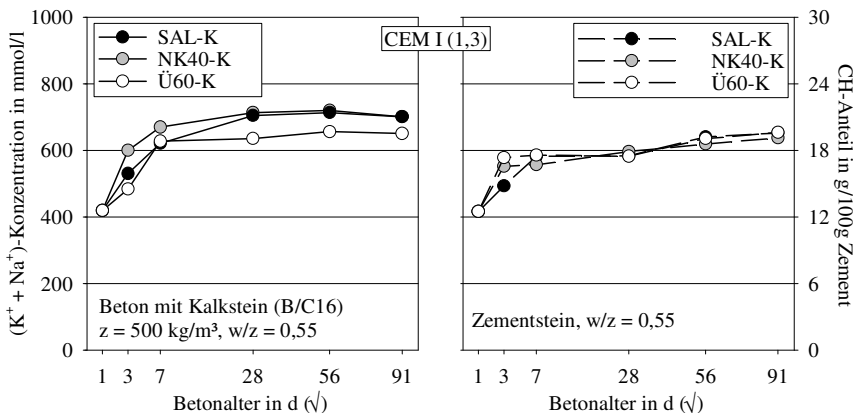 1000
800
600
400
200
0
(K⁺ + Na⁺)-Konzentration in mmol/l
SAL-K
NK40-K
Ü60-K
Beton mit Kalkstein (B/C16)
z = 500 kg/m³, w/z = 0,55
1 3 7 28 56 91
Betonalter in d (√)
CEM I (1,3)
SAL-K
NK40-K
Ü60-K
Zementstein, w/z = 0,55
1 3 7 28 56 91
Betonalter in d (√)
30
24
18
12
6
0
CH-Anteil in g/100g Zement